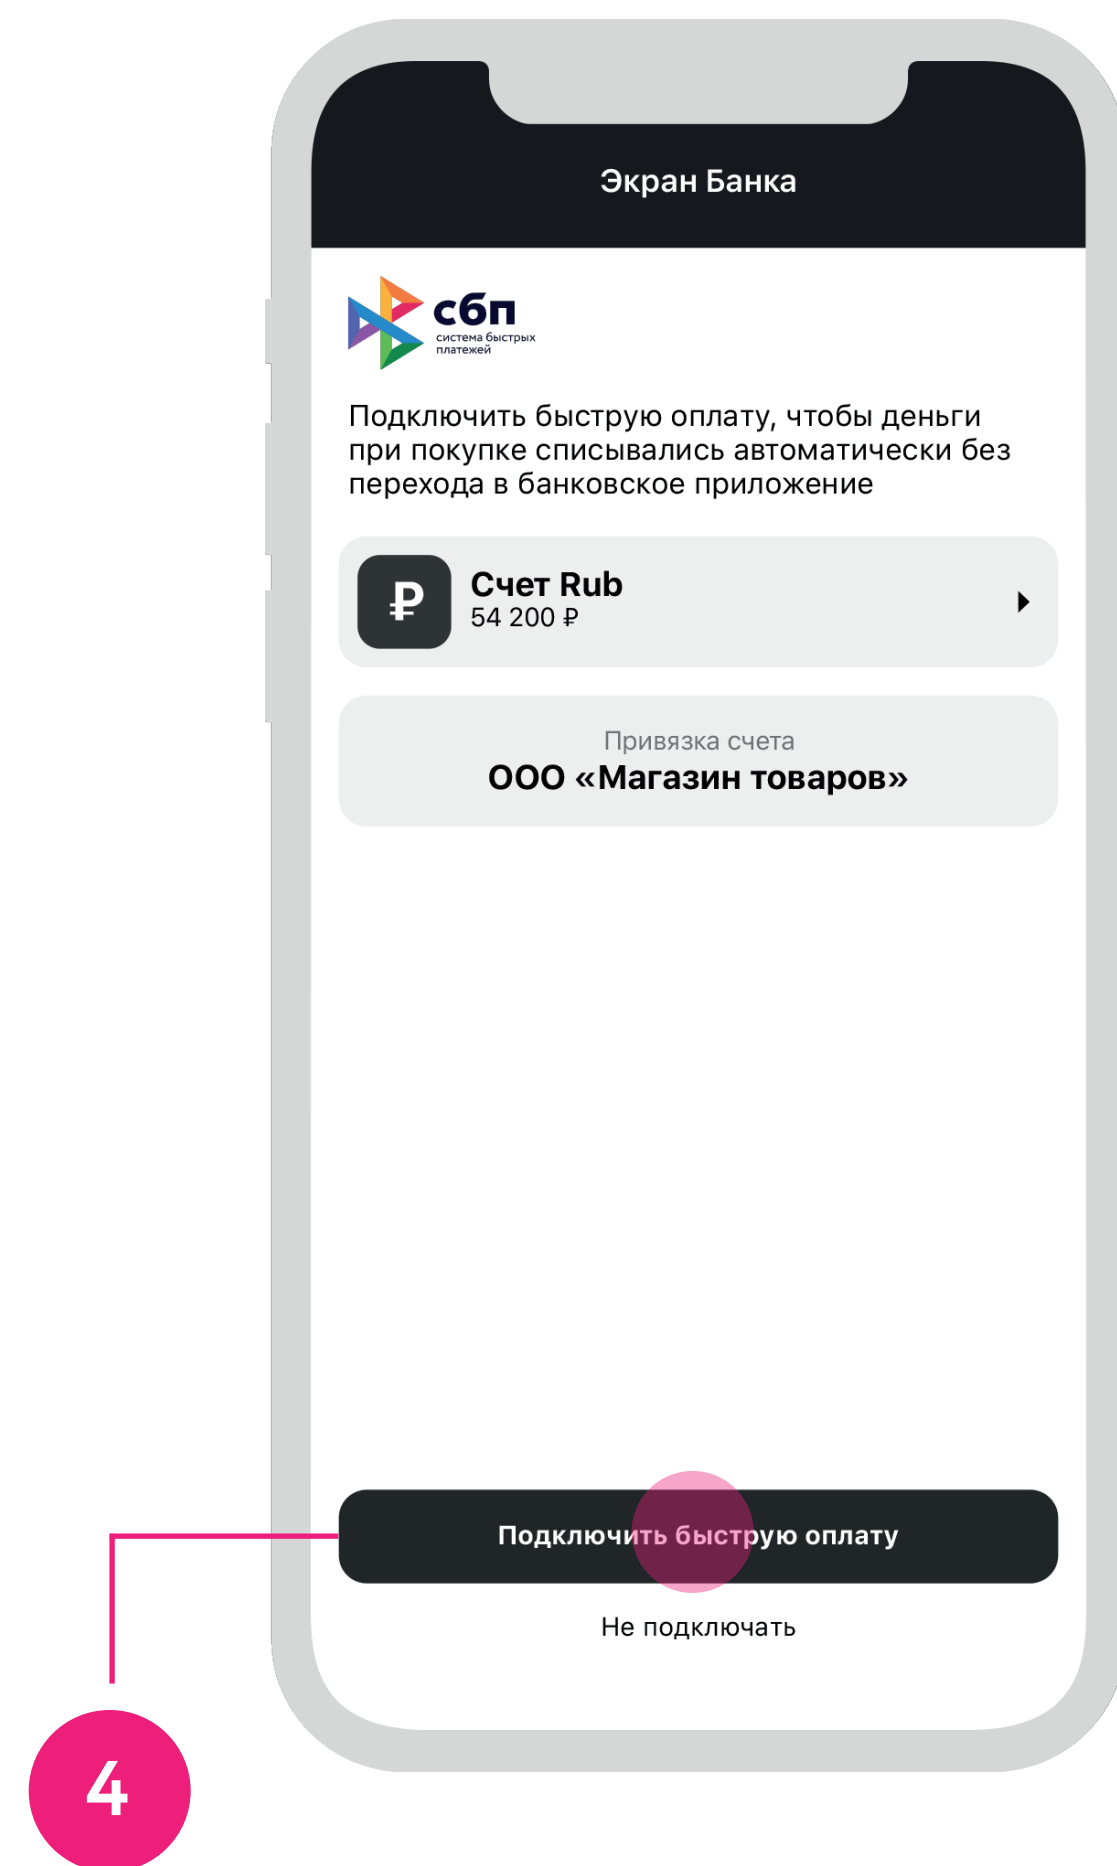 Экран Банка
сбп
система быстрых
платежей
Подключить быструю оплату, чтобы деньги
при покупке списывались автоматически без
перехода в банковское приложение
₽
Счет Rub
54 200 ₽
Привязка счета
ООО «Магазин товаров»
Подключить быструю оплату
Не подключать
4